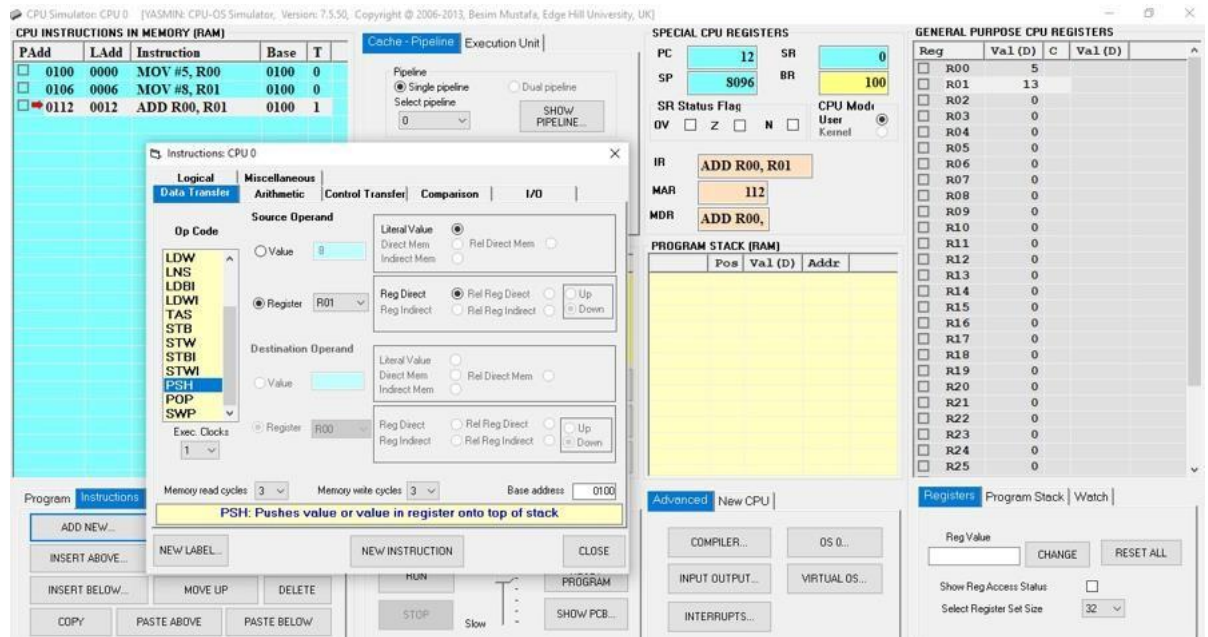 CPU Simulator: CPU 0 [YASMIN: CPU-OS Simulator, Version: 7.5.50, Copyright @ 2006-2013, Besim Mustafa, Edge Hill University, UK]
CPU INSTRUCTIONS IN MEMORY (RAM)
PAdd LAdd Instruction Base T
0100 0000 MOV #5, R00 0100 0
0106 0006 MOV #8, R01 0100 0
0112 0012 ADD R00, R01 0100 1
Cache - Pipeline Execution Unit
Pipeline
Single pipeline Dual pipeline
Select pipeline
0
SHOW
PIPELINE...
SPECIAL CPU REGISTERS
PC 12 SR 0
SP 8096 BR 100
SR Status Flag CPU Mode
OV Z N User
Kernel
IR ADD R00, R01
MAR 112
MDR ADD R00,
PROGRAM STACK (RAM)
Pos Val (D) Addr
GENERAL PURPOSE CPU REGISTERS
Reg Val (D) C Val (D)
R00 5
R01 13
R02 0
R03 0
R04 0
R05 0
R06 0
R07 0
R08 0
R09 0
R10 0
R11 0
R12 0
R13 0
R14 0
R15 0
R16 0
R17 0
R18 0
R19 0
R20 0
R21 0
R22 0
R23 0
R24 0
R25 0
Instructions: CPU 0
Logical Miscellaneous
Data Transfer Arithmetic Control Transfer Comparison I/O
Op Code
LDW
LNS
LDBI
LDWI
TAS
STB
STW
STBI
STWI
PSH
POP
SWP
Exec. Clocks
1
Source Operand
Value 8
Register R01
Literal Value
Direct Mem Rel Direct Mem
Indirect Mem
Reg Direct Rel Reg Direct Up
Reg Indirect Rel Reg Indirect Down
Destination Operand
Value
Register R00
Literal Value
Direct Mem Rel Direct Mem
Indirect Mem
Reg Direct Rel Reg Direct Up
Reg Indirect Rel Reg Indirect Down
Memory read cycles 3 Memory write cycles 3 Base address 0100
PSH: Pushes value or value in register onto top of stack
NEW LABEL... NEW INSTRUCTION CLOSE
Program Instructions
ADD NEW...
INSERT ABOVE...
INSERT BELOW... MOVE UP DELETE
COPY PASTE ABOVE PASTE BELOW
RUN
PROGRAM
STOP Slow SHOW PCB...
Advanced New CPU
COMPILER... OS 0...
INPUT OUTPUT... VIRTUAL OS...
INTERRUPTS...
Registers Program Stack Watch
Reg Value
CHANGE RESET ALL
Show Reg Access Status
Select Register Set Size 32